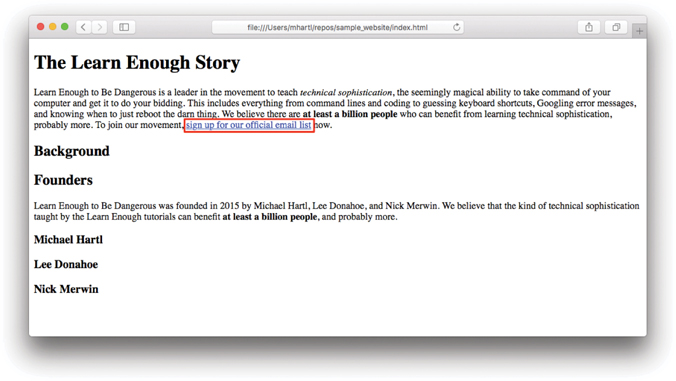 file:///Users/mhartl/repos/sample_website/index.html
The Learn Enough Story
Learn Enough to Be Dangerous is a leader in the movement to teach technical sophistication, the seemingly magical ability to take command of your
computer and get it to do your bidding. This includes everything from command lines and coding to guessing keyboard shortcuts, Googling error messages,
and knowing when to just reboot the darn thing. We believe there are at least a billion people who can benefit from learning technical sophistication,
probably more. To join our movement, sign up for our official email list now.
Background
Founders
Learn Enough to Be Dangerous was founded in 2015 by Michael Hartl, Lee Donahoe, and Nick Merwin. We believe that the kind of technical sophistication
taught by the Learn Enough tutorials can benefit at least a billion people, and probably more.
Michael Hartl
Lee Donahoe
Nick Merwin